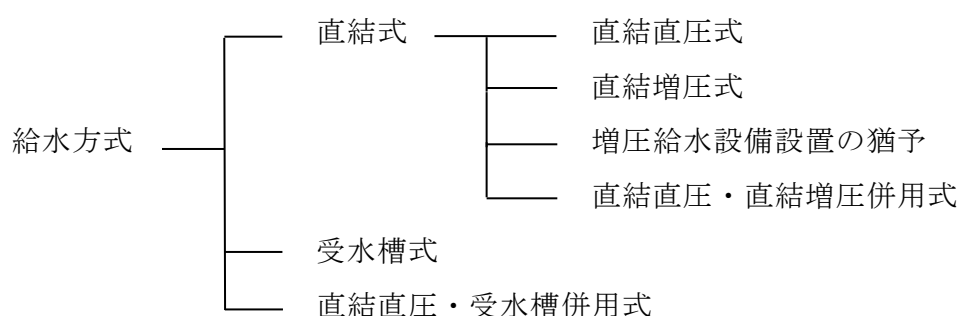 直結式 直結直圧式
直結増圧式
給水方式 増圧給水設備設置の猶予
直結直圧・直結増圧併用式
受水槽式
直結直圧・受水槽併用式